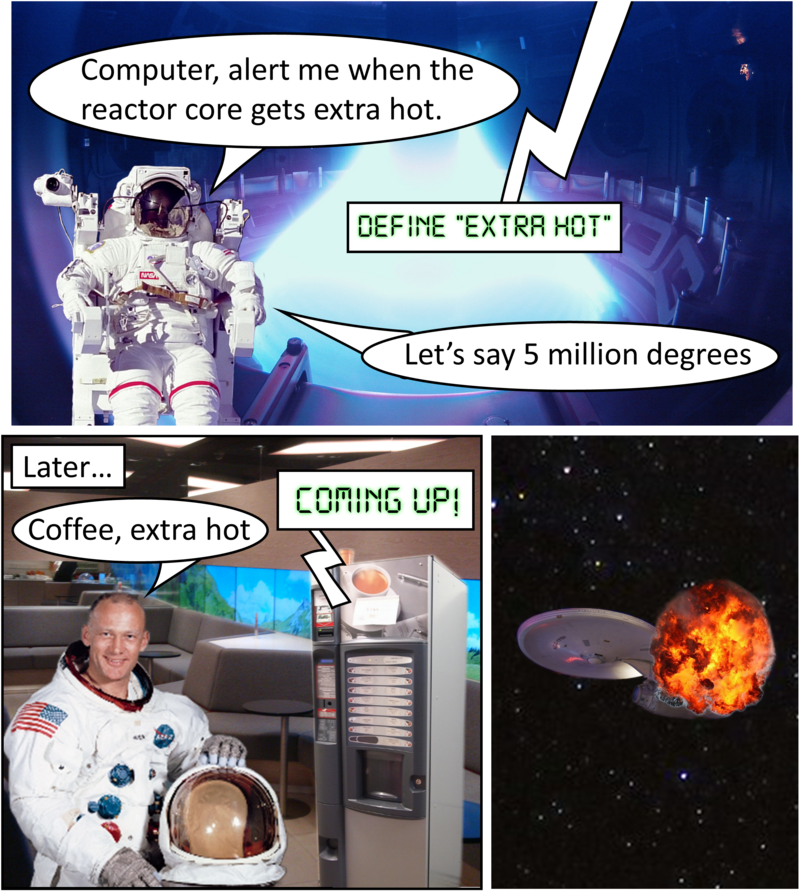 Computer, alert me when the
reactor core gets extra hot.
DEFINE "EXTRA HOT"
Let's say 5 million degrees
NASA
Later...
COMING UP!
Coffee, extra hot